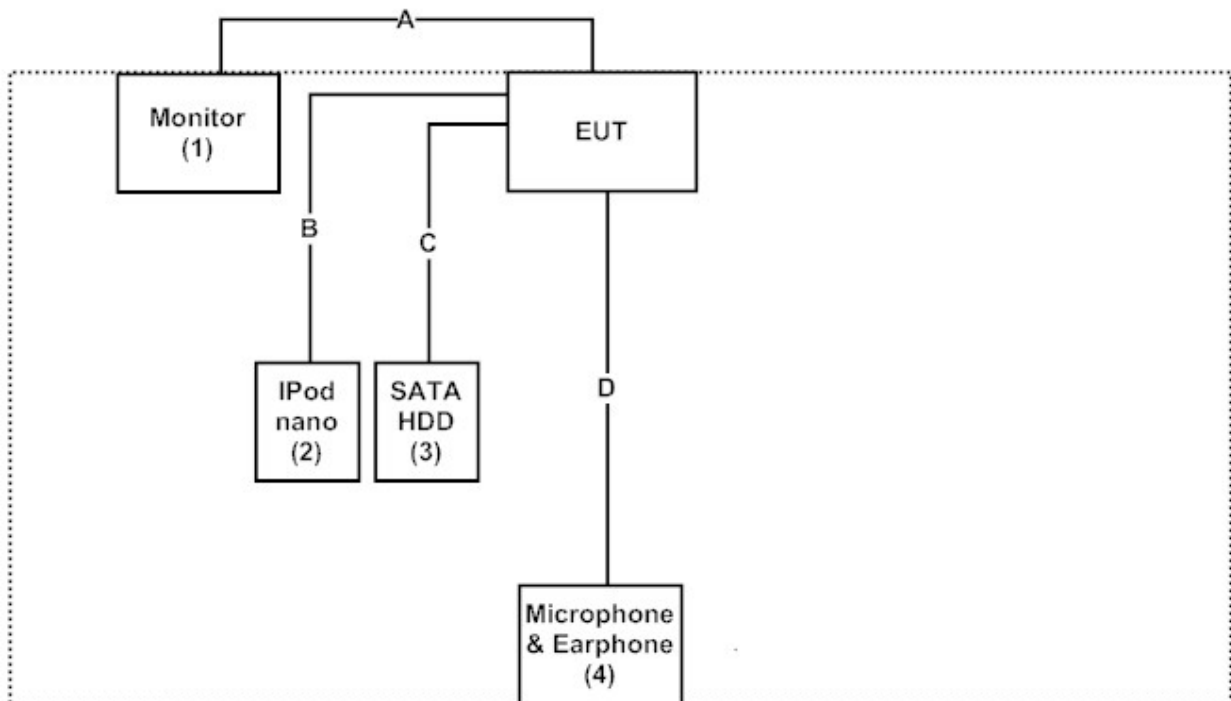 A
Monitor
(1)
EUT
B
C
IPod
nano
(2)
SATA
HDD
(3)
D
Microphone
& Earphone
(4)